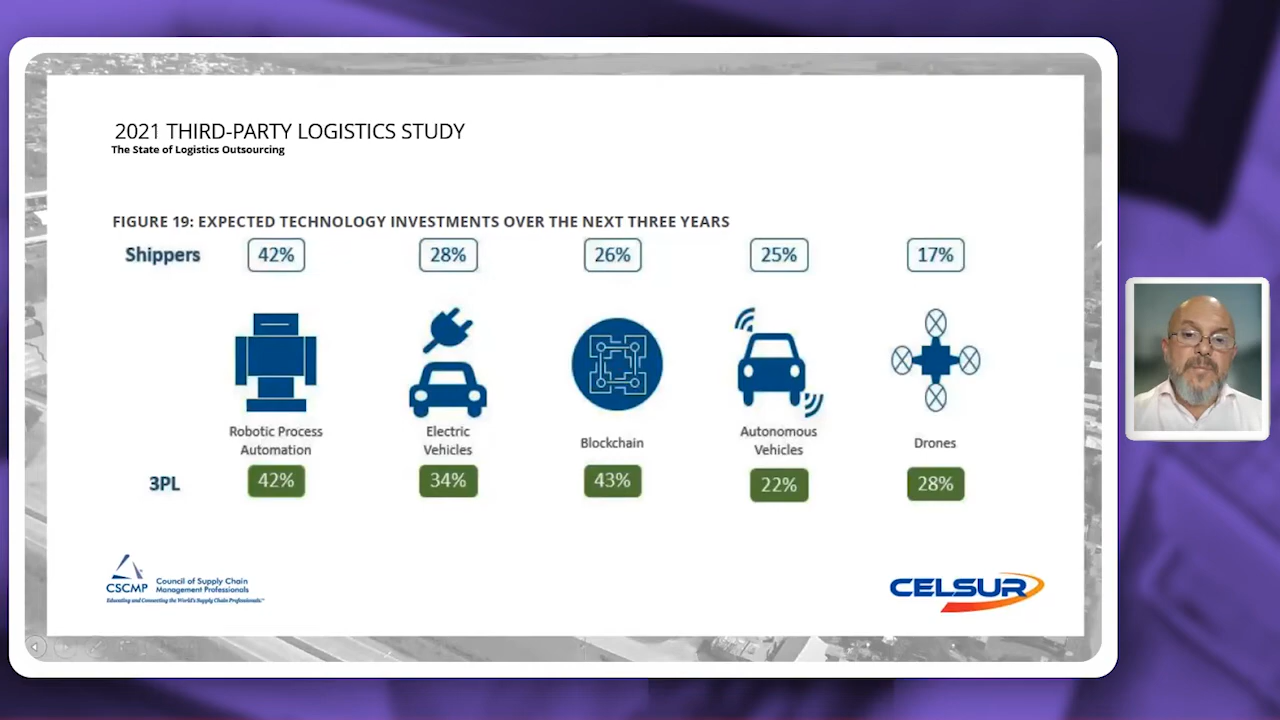 2021 THIRD-PARTY LOGISTICS STUDY
The State of Logistics Outsourcing
FIGURE 19: EXPECTED TECHNOLOGY INVESTMENTS OVER THE NEXT THREE YEARS
Shippers 42% 28% 26% 25% 17%
Robotic Process Automation
Electric Vehicles
Blockchain
Autonomous Vehicles
Drones
3PL 42% 34% 43% 22% 28%
CSCMP
Council of Supply Chain
Management Professionals
Educating and Connecting the World's Supply Chain Professionals.™
CELSUR